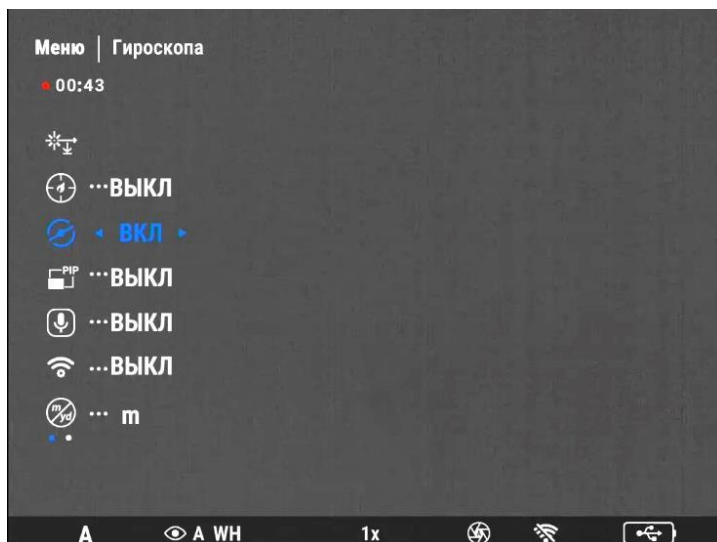 Меню | Гироскопа
00:43
···ВЫКЛ
ВКЛ
PIP ···ВЫКЛ
···ВЫКЛ
···ВЫКЛ
m/yd ··· m
A A WH 1x